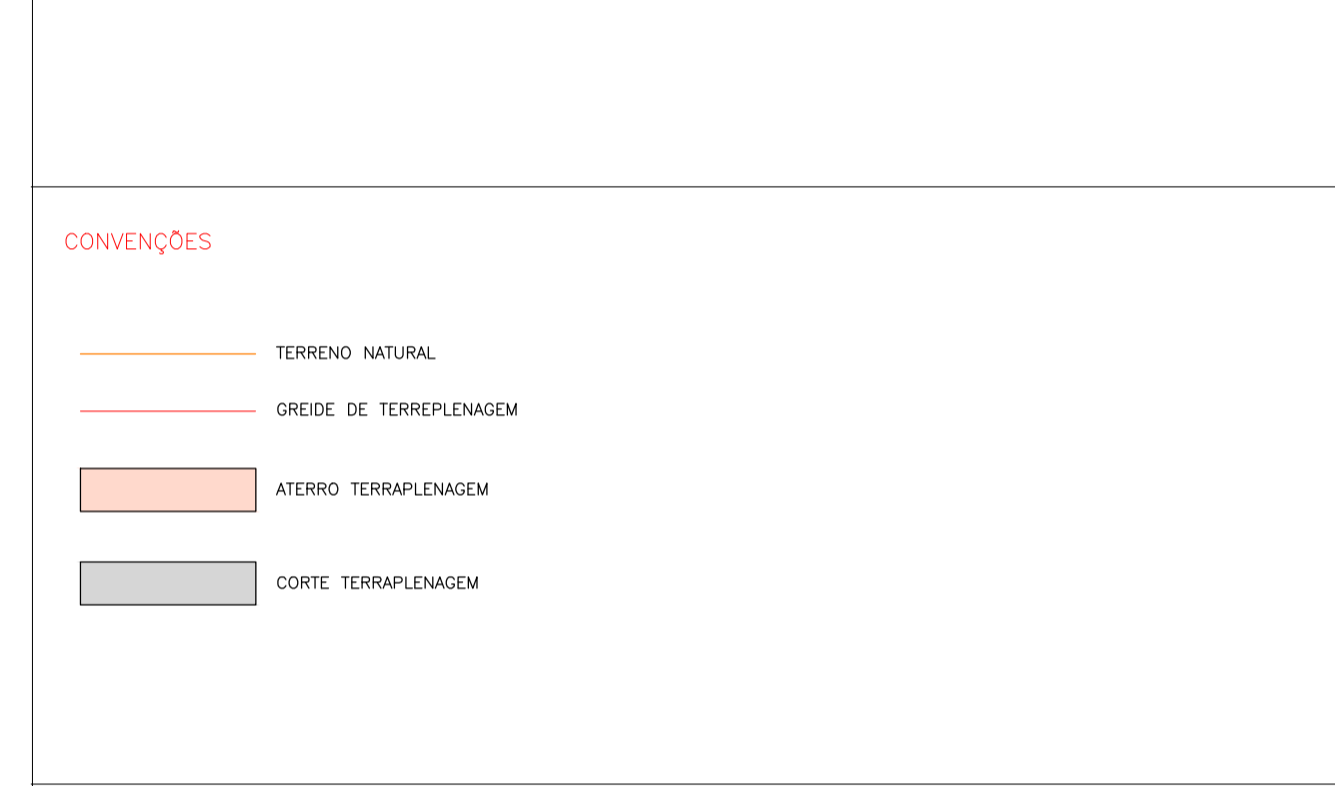 CONVENÇÕES
TERRENO NATURAL
GREIDE DE TERREPLENAGEM
ATERRO TERRAPLENAGEM
CORTE TERRAPLENAGEM